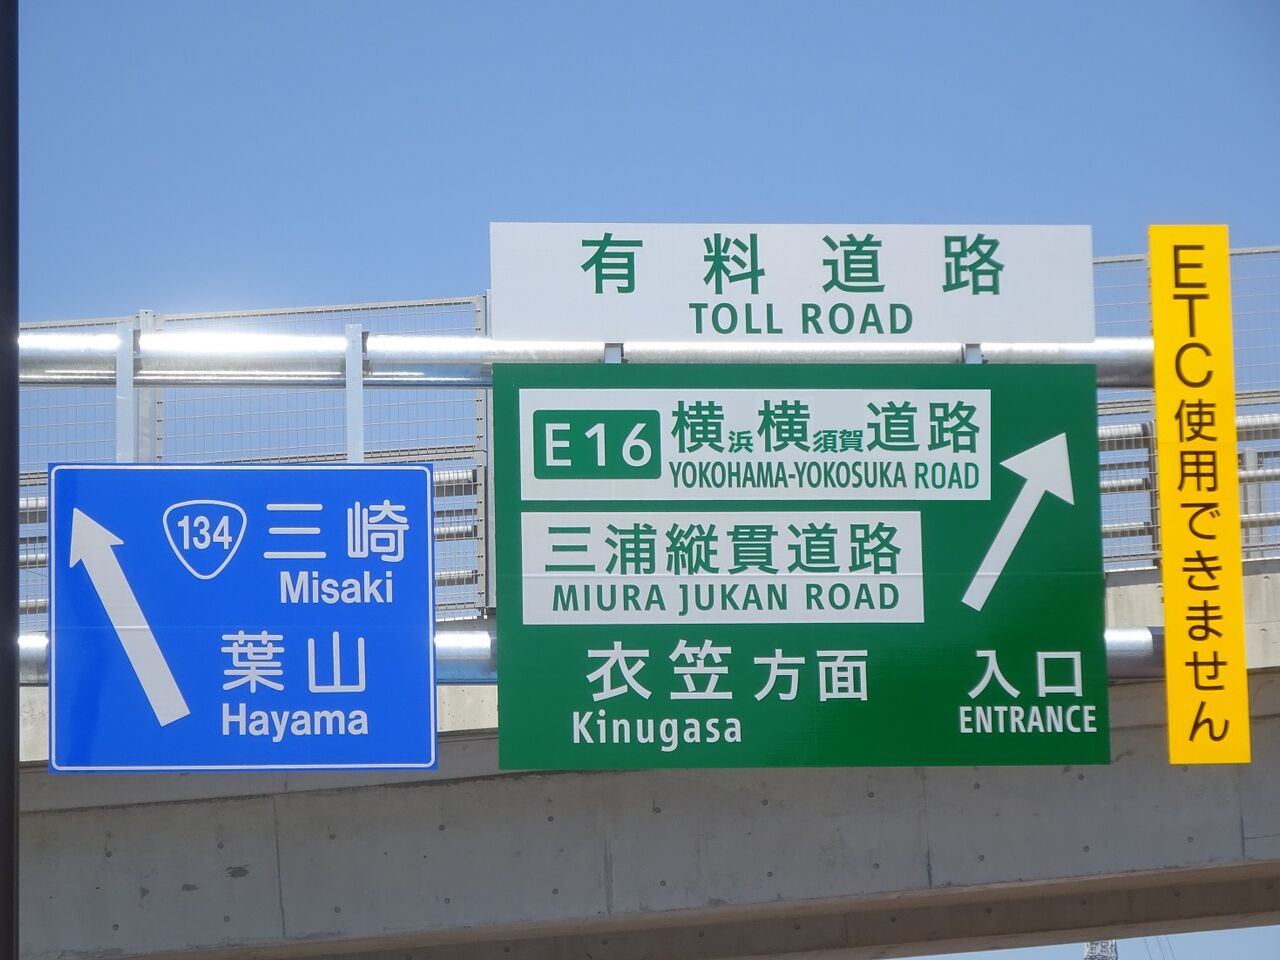 134 三崎
Misaki
葉山
Hayama
有料道路
TOLL ROAD
E16 横浜横須賀道路
YOKOHAMA-YOKOSUKA ROAD
三浦縦貫道路
MIURA JUKAN ROAD
衣笠方面
Kinugasa
入口
ENTRANCE
ETC使用できません